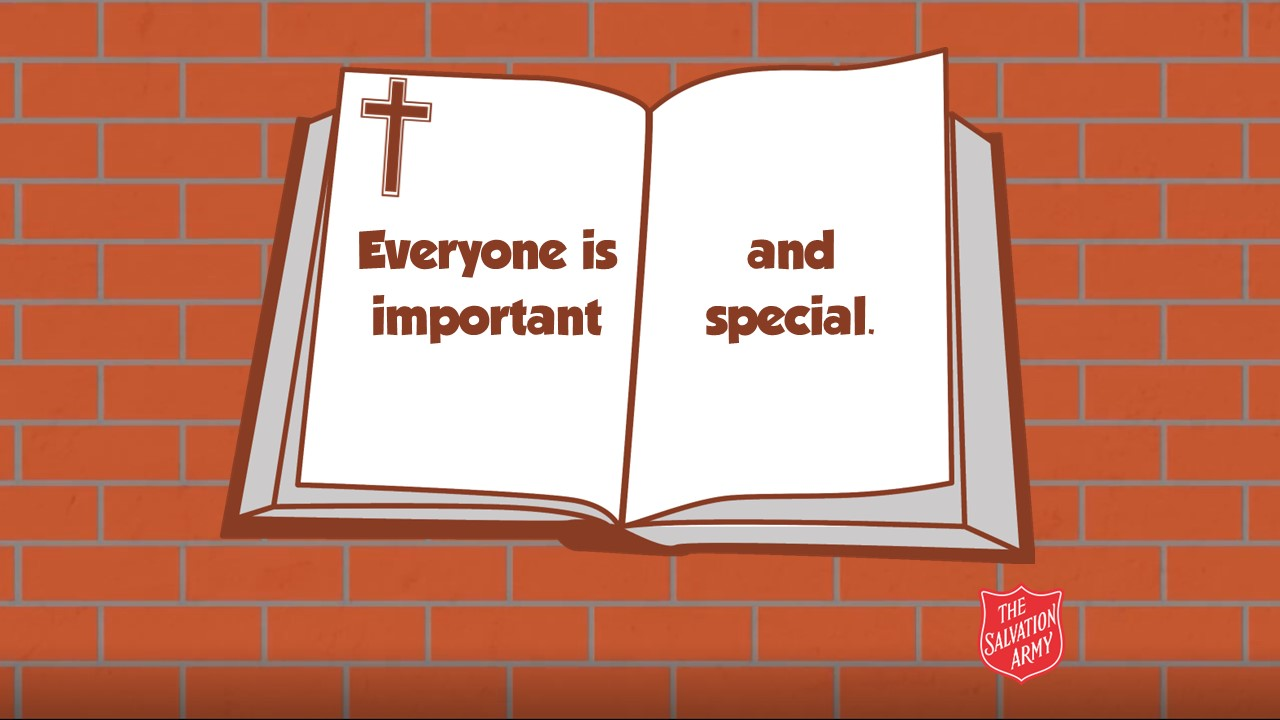 Everyone is
important
and
special.
THE
SALVATION
ARMY